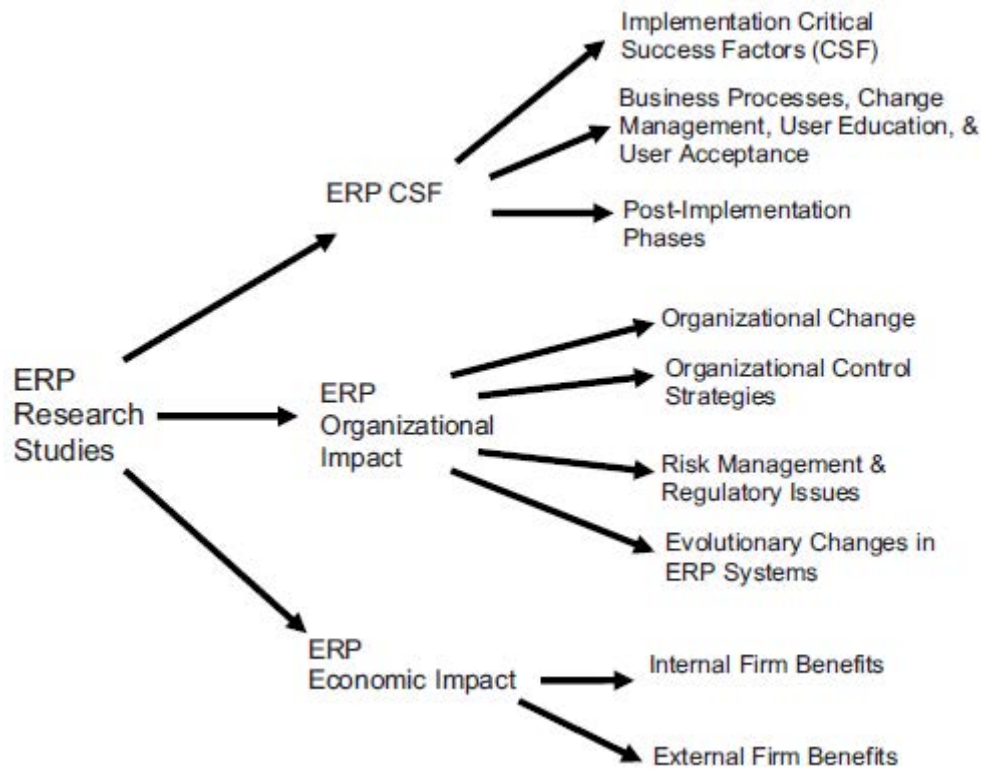 Implementation Critical
Success Factors (CSF)
Business Processes, Change
Management, User Education, &
User Acceptance
ERP CSF
Post-Implementation
Phases
Organizational Change
ERP
Research
Studies
ERP
Organizational
Impact
Organizational Control
Strategies
Risk Management &
Regulatory Issues
Evolutionary Changes in
ERP Systems
ERP
Economic Impact
Internal Firm Benefits
External Firm Benefits